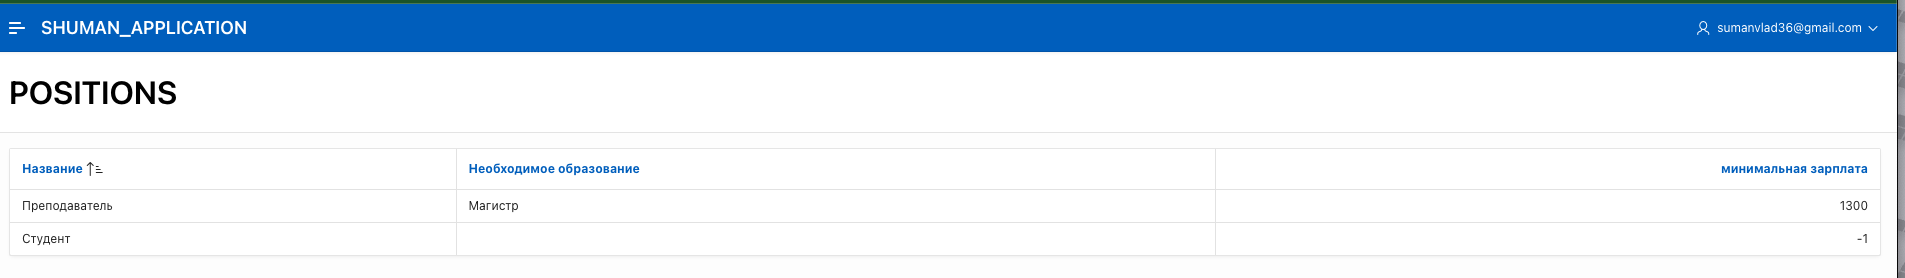 SHUMAN_APPLICATION sumanvlad36@gmail.com
POSITIONS
Название Необходимое образование минимальная зарплата
Преподаватель Магистр 1300
Студент -1